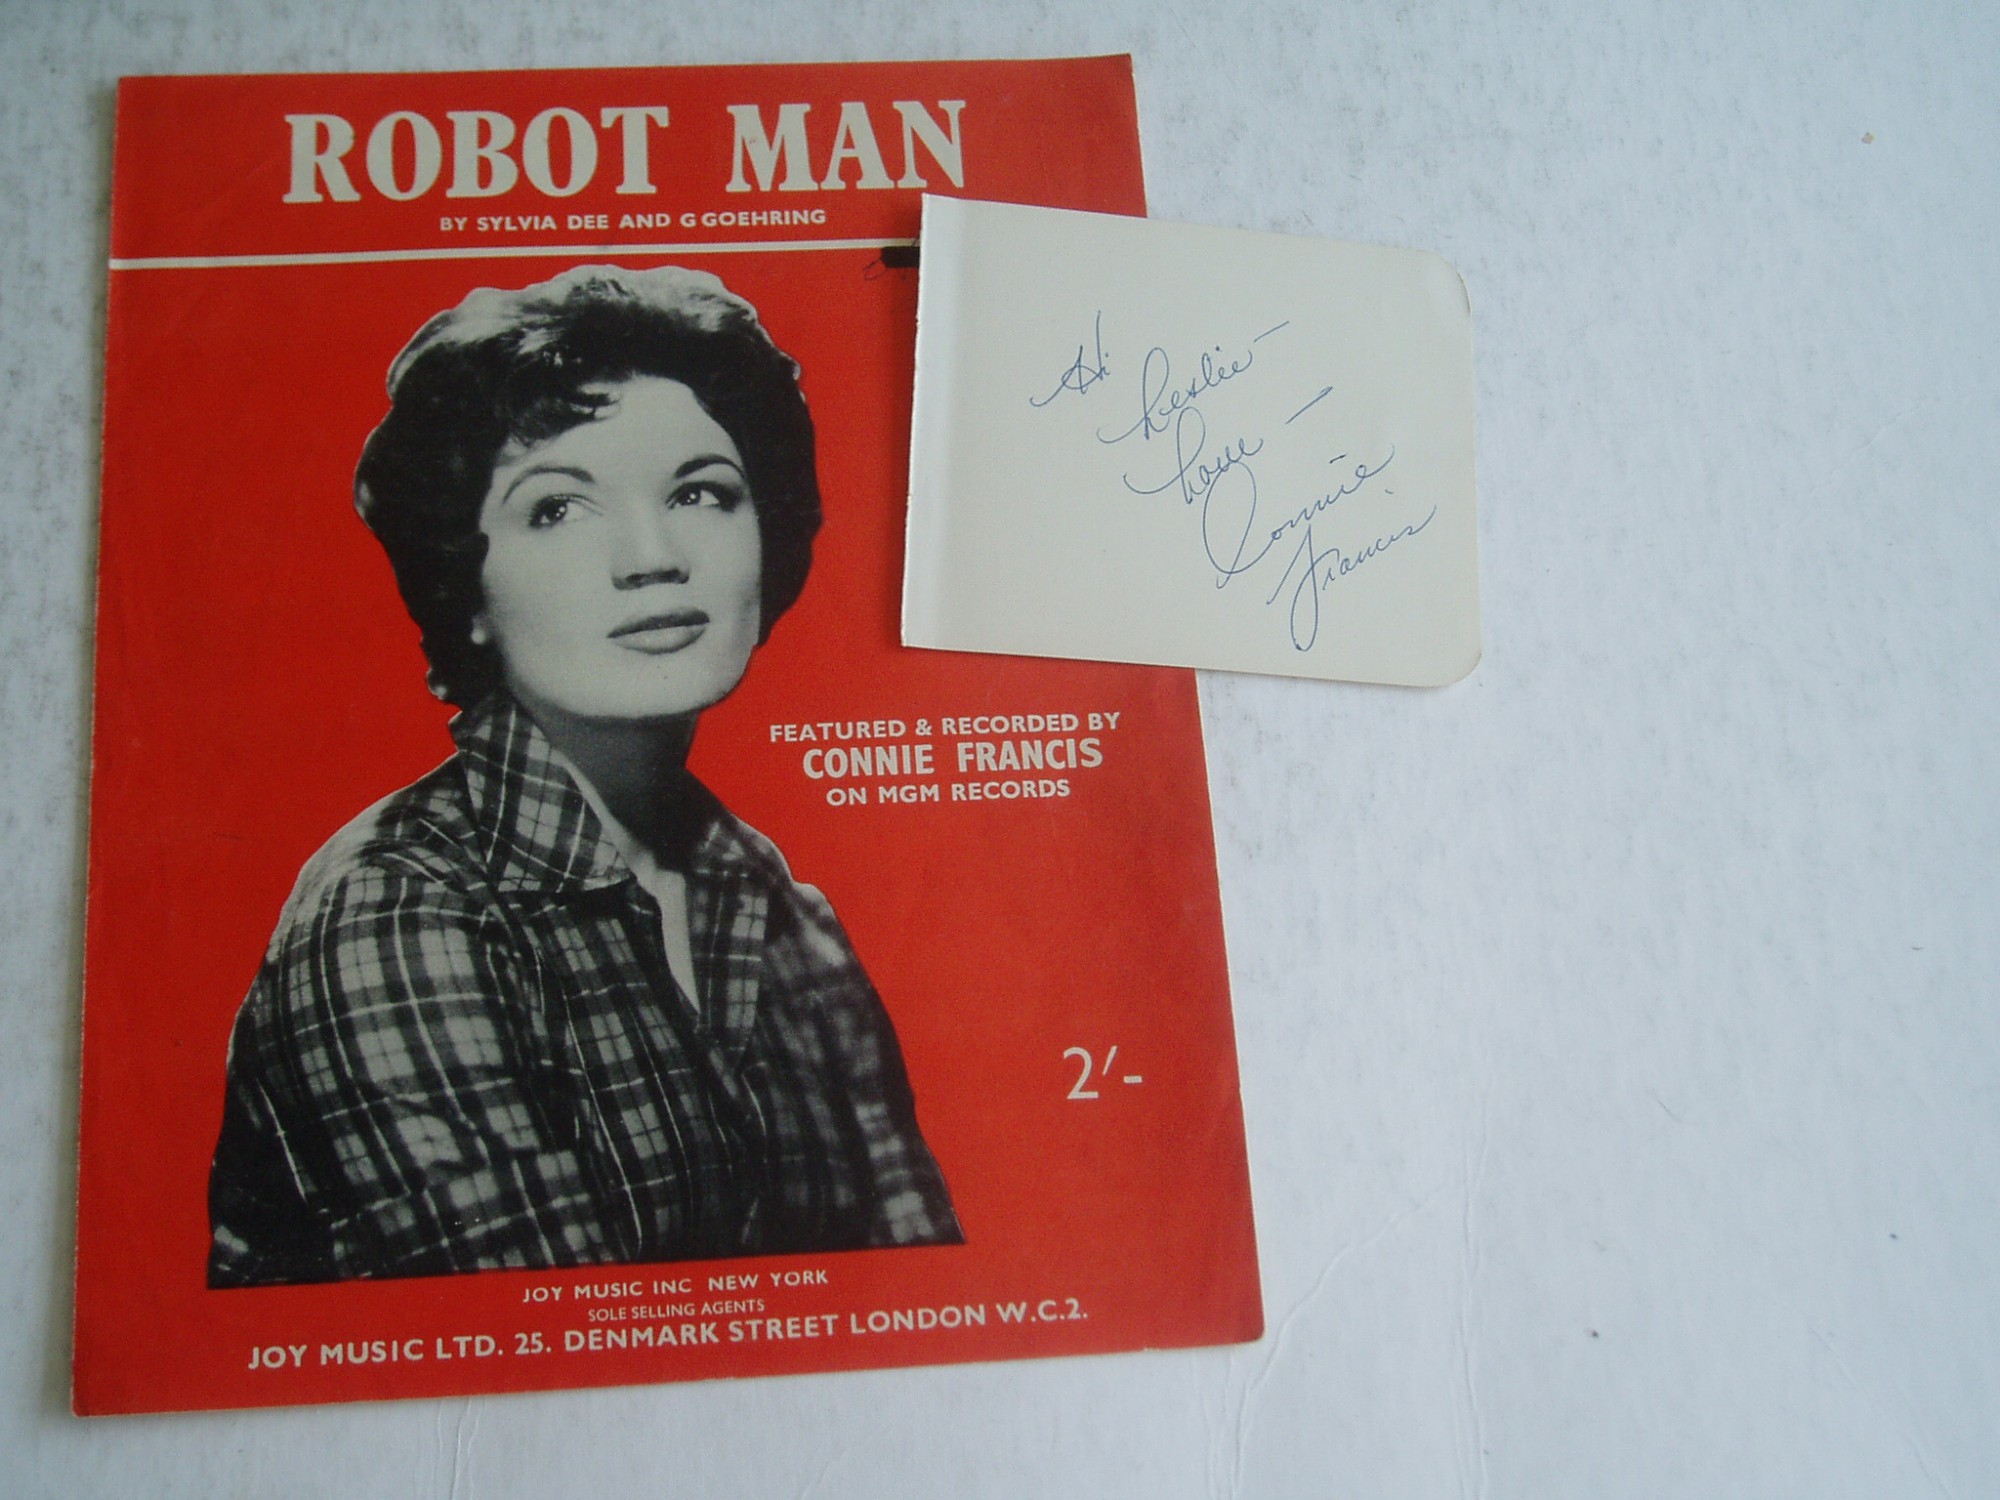 ROBOT MAN
BY SYLVIA DEE AND G GOEHRING
FEATURED & RECORDED BY
CONNIE FRANCIS
ON MGM RECORDS
2/-
JOY MUSIC INC NEW YORK
SOLE SELLING AGENTS
JOY MUSIC LTD. 25. DENMARK STREET LONDON W.C.2.
Hi
Leslie -
Love -
Connie
Francis